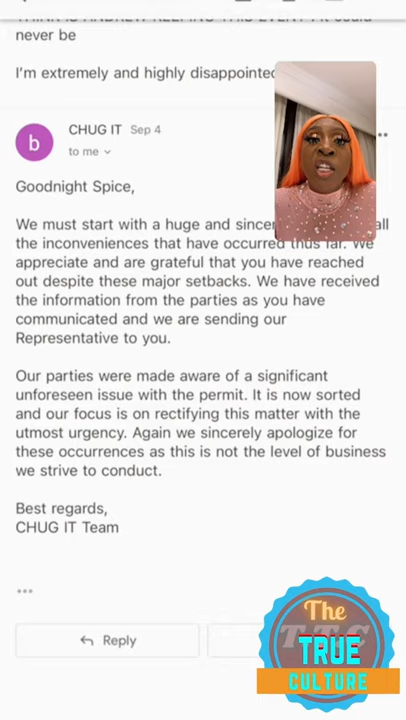 never be
I'm extremely and highly disappointed
CHUG IT Sep 4
b
to me
Goodnight Spice,
We must start with a huge and all
the inconveniences that have occurred thus far. We
appreciate and are grateful that you have reached
out despite these major setbacks. We have received
the information from the parties as you have
communicated and we are sending our
Representative to you.
Our parties were made aware of a significant
unforeseen issue with the permit. It is now sorted
and our focus is on rectifying this matter with the
utmost urgency. Again we sincerely apologize for
these occurrences as this is not the level of business
we strive to conduct.
Best regards,
CHUG IT Team
Reply
The
TTC
TRUE
CULTURE